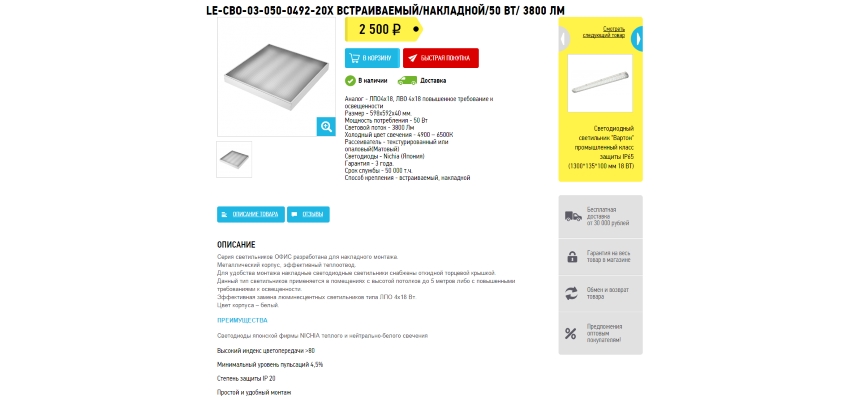 LE-СВО-03-050-0492-20Х ВСТРАИВАЕМЫЙ/НАКЛАДНОЙ/50 ВТ/ 3800 ЛМ
2 500 ₽
В КОРЗИНУ
БЫСТРАЯ ПОКУПКА
В наличии
Доставка
Аналог - ЛПО4х18, ЛВО 4х18 повышенное требование к
освещенности
Размер - 598х592х40 мм.
Мощность потребления - 50 Вт
Световой поток - 3800 Лм
Холодный цвет свечения - 4900 – 6500К
Рассеиватель - текстурированный или
опаловый(Матовый)
Светодиоды - Nichia (Япония)
Гарантия - 3 года.
Срок службы - 50 000 т.ч.
Способ крепления - встраиваемый, накладной
Смотреть
следующий товар
Светодиодный
светильник "Вартон"
промышленный класс
защиты IP65
(1300*135*100 мм 18 ВТ)
Бесплатная
доставка
от 30 000 рублей
Гарантия на весь
товар в магазине
Обмен и возврат
товара
Предложения
оптовым
покупателям!
ОПИСАНИЕ ТОВАРА
ОТЗЫВЫ
ОПИСАНИЕ
Серия светильников ОФИС разработана для накладного монтажа.
Металлический корпус, эффективный теплоотвод.
Для удобства монтажа накладные светодиодные светильники снабжены откидной торцевой крышкой.
Данный тип светильников применяется в помещениях с высотой потолков до 5 метров либо с повышенными
требованиями к освещенности.
Эффективная замена люминесцентных светильников типа ЛПО 4х18 Вт.
Цвет корпуса – белый.
ПРЕИМУЩЕСТВА
Светодиоды японской фирмы NICHIA теплого и нейтрально-белого свечения
Высокий индекс цветопередачи >80
Минимальный уровень пульсаций 4,5%
Степень защиты IP 20
Простой и удобный монтаж